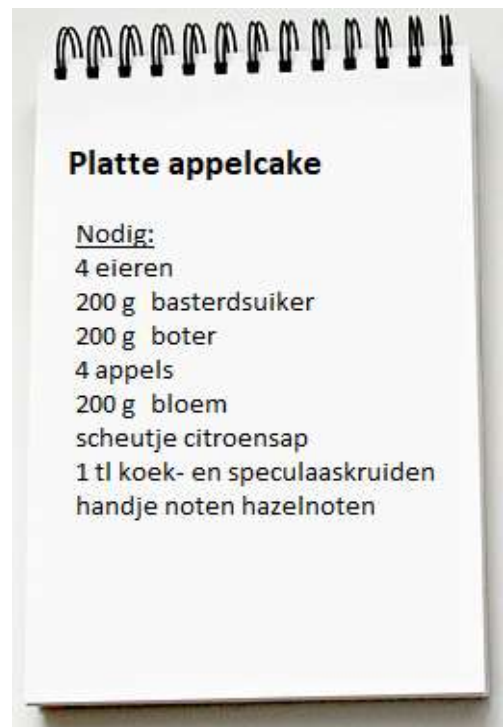 Platte appelcake
Nodig:
4 eieren
200 g basterdsuiker
200 g boter
4 appels
200 g bloem
scheutje citroensap
1 tl koek- en speculaaskruiden
handje noten hazelnoten